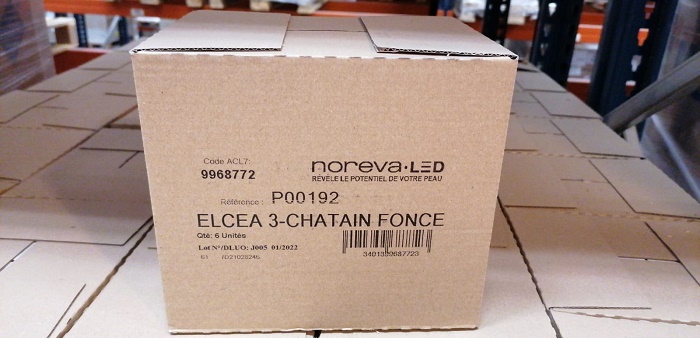 Code ACL7:
9968772
noreva·LED
RÉVÈLE LE POTENTIEL DE VOTRE PEAU
Référence : P00192
ELCEA 3-CHATAIN FONCE
Qté: 6 Unités
Lot N°/DLUO: J005 01/2022